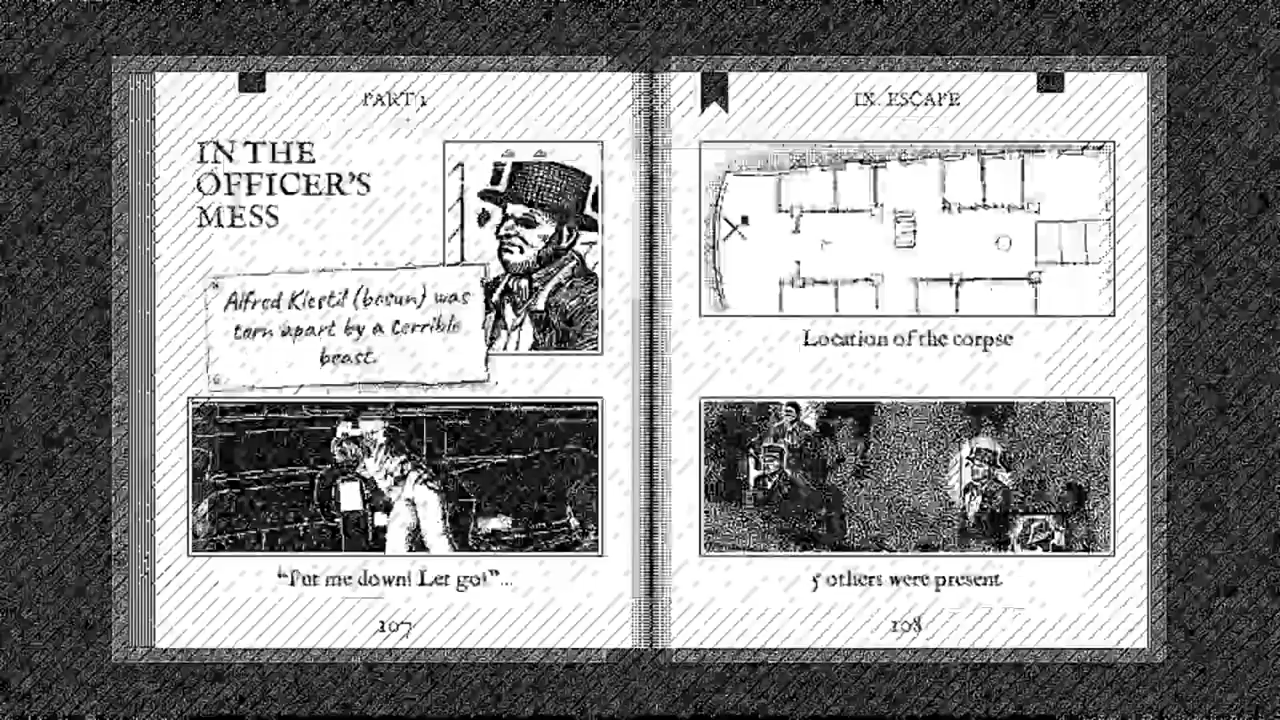 PART 1
IN THE
OFFICER'S
MESS
Alfred Klestil (bosun) was
torn apart by a terrible
beast.
"Put me down! Let go!"...
107
IX. ESCAPE
Location of the corpse
5 others were present
108